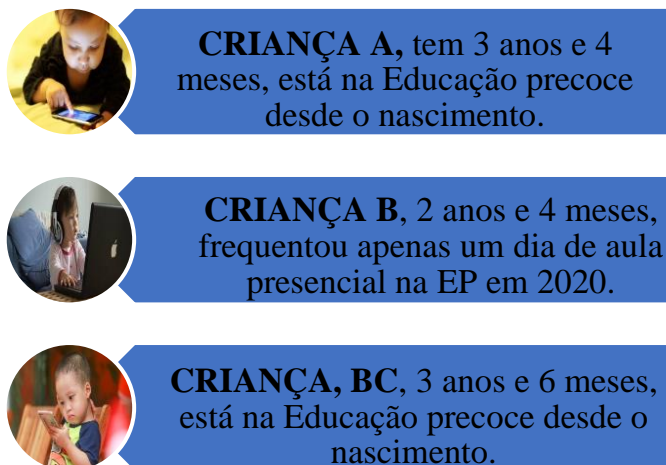 CRIANÇA A, tem 3 anos e 4
meses, está na Educação precoce
desde o nascimento.
CRIANÇA B, 2 anos e 4 meses,
frequentou apenas um dia de aula
presencial na EP em 2020.
CRIANÇA, BC, 3 anos e 6 meses,
está na Educação precoce desde o
nascimento.